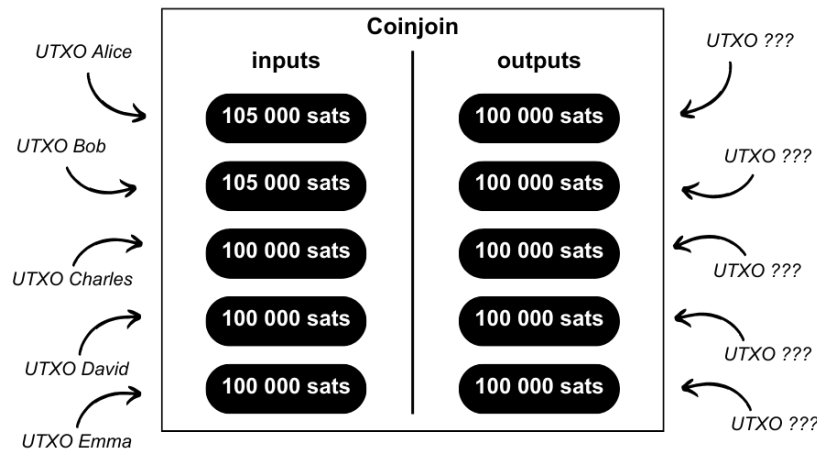 Coinjoin
inputs
outputs
UTXO Alice
105 000 sats
100 000 sats
UTXO ???
UTXO Bob
105 000 sats
100 000 sats
UTXO ???
UTXO Charles
100 000 sats
100 000 sats
UTXO ???
UTXO David
100 000 sats
100 000 sats
UTXO ???
UTXO Emma
100 000 sats
100 000 sats
UTXO ???